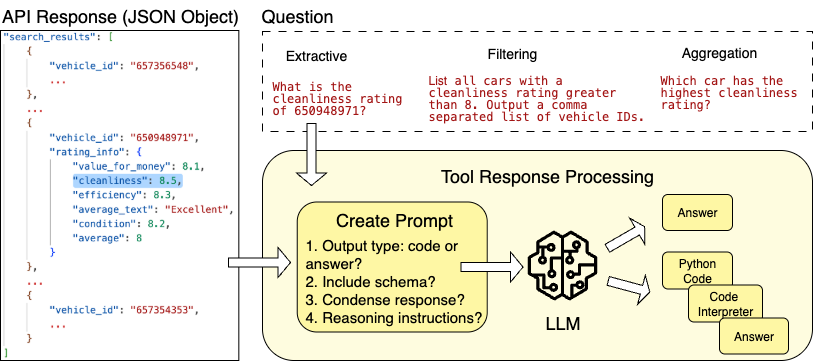 API Response (JSON Object)
"search_results": [
{
"vehicle_id": "657356548",
...
},
...
{
"vehicle_id": "650948971",
"rating_info": {
"value_for_money": 8.1,
"cleanliness": 8.5,
"efficiency": 8.3,
"average_text": "Excellent",
"condition": 8.2,
"average": 8
}
},
...
{
"vehicle_id": "657354353",
...
}
]
Question
Extractive
What is the
cleanliness rating
of 650948971?
Filtering
List all cars with a
cleanliness rating greater
than 8. Output a comma
separated list of vehicle IDs.
Aggregation
Which car has the
highest cleanliness
rating?
Tool Response Processing
Create Prompt
1. Output type: code or
answer?
2. Include schema?
3. Condense response?
4. Reasoning instructions?
LLM
Answer
Python
Code
Code
Interpreter
Answer